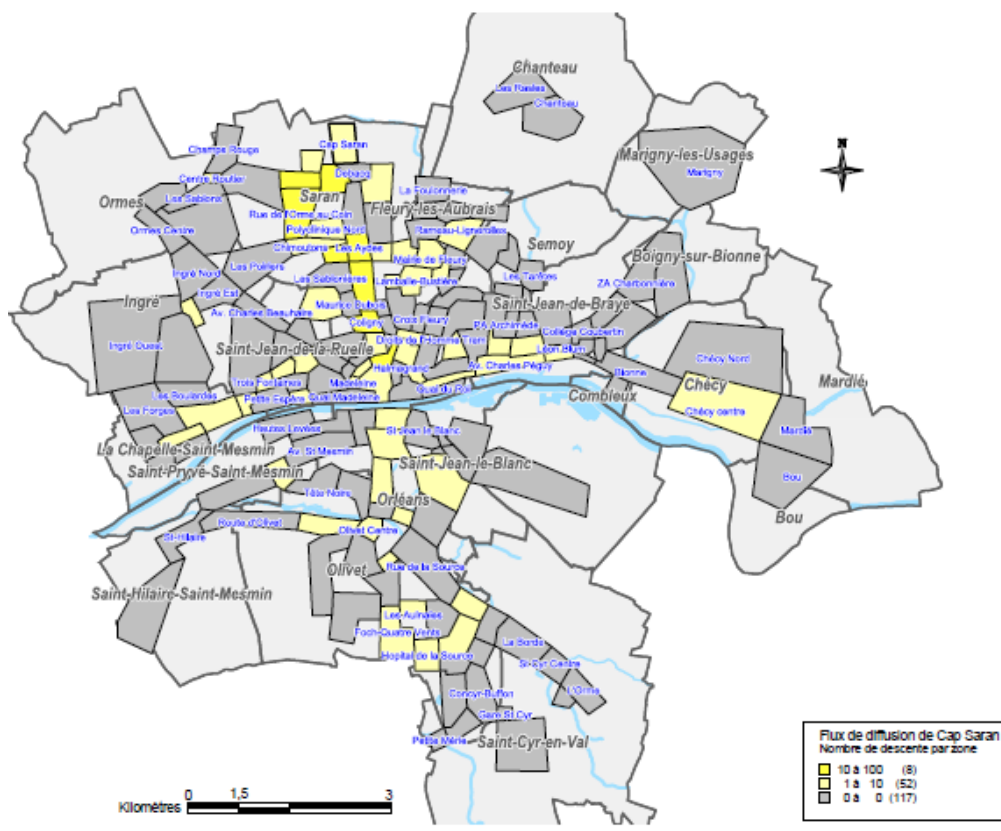 Chanteau
Les Rastes
Chanteau
Cap Saran
Champs Rouge
Marigny-les-Usages
Marigny
N
Debacq
Centre Routier
Saran
La Foulonnerie
Ormes
Les Sablons
Fleury-les-Aubrais
Rue de l'Orme au Coin
Ormes Centre
Polyclinique Nord
Rameau-Lignerolles
Semoy
Chimoutons
Les Aydes
Mairie de Fleury
Boigny-sur-Bionne
Les Poiliers
Ingré Nord
Les Sablonières
Lamballe-Bustière
Les Tanfces
ZA Charbonnière
Ingré
Ingré Est
Maurice Dubois
Saint-Jean-de-Braye
Av. Charles Beauhaire
Coligny
Croix Fleury
PA Archimède
Collège Coubertin
Ingré Ouest
Saint-Jean-de-la-Ruelle
Droits de l'Homme Tram
Léon Blum
Chécy Nord
Halmagrand
Av. Charles-Péguy
Bionne
Chécy
Mardié
Trois Fontaines
Madeleine
Quai du Roi
Combleux
Les Boulardes
Petite Espère
Quai Madeleine
Chécy centre
Les Forges
Hautes Levées
St Jean le Blanc
Mardié
La Chapelle-Saint-Mesmin
Av. St Mesmin
Saint-Jean-le-Blanc
Saint-Pryvé-Saint-Mesmin
Bou
Tête Noire
Orléans
Bou
Route d'Olivet
Olivet Centre
St-Hilaire
Olivet
Rue de la Source
Saint-Hilaire-Saint-Mesmin
Les Aulnaies
Foch-Quatre Vents
La Borde
Hopital de la Source
St-Cyr Centre
L'Orme
Concyr-Buffon
Gare St Cyr
Petite Mérie
Saint-Cyr-en-Val
Flux de diffusion de Cap Saran
Nombre de descente par zone
10 à 100 (8)
1 à 10 (52)
0 à 0 (117)
0 1,5 3
Kilomètres